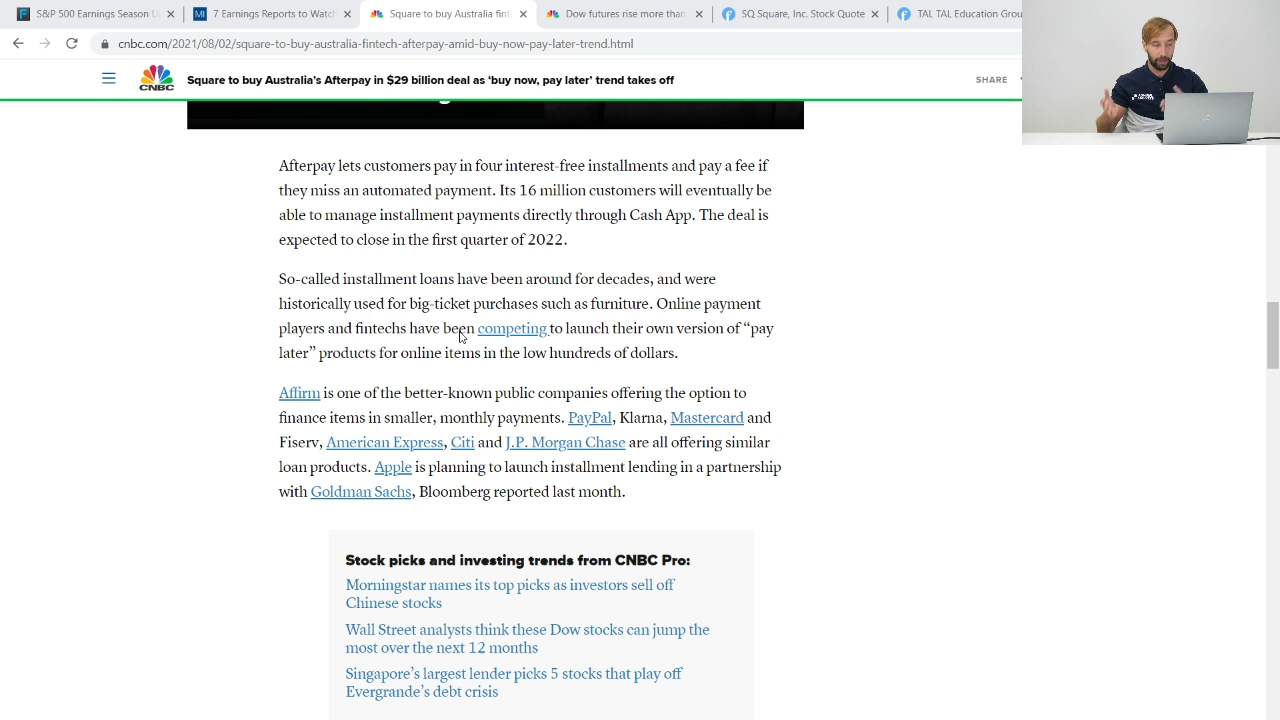 S&P 500 Earnings Season U
7 Earnings Reports to Watch
Square to buy Australia fint
Dow futures rise more than
SQ Square, Inc. Stock Quote
TAL TAL Education Grou
cnbc.com/2021/08/02/square-to-buy-australia-fintech-afterpay-amid-buy-now-pay-later-trend.html
CNBC
Square to buy Australia's Afterpay in $29 billion deal as ‘buy now, pay later’ trend takes off
SHARE
Afterpay lets customers pay in four interest-free installments and pay a fee if
they miss an automated payment. Its 16 million customers will eventually be
able to manage installment payments directly through Cash App. The deal is
expected to close in the first quarter of 2022.
So-called installment loans have been around for decades, and were
historically used for big-ticket purchases such as furniture. Online payment
players and fintechs have been competing to launch their own version of “pay
later” products for online items in the low hundreds of dollars.
Affirm is one of the better-known public companies offering the option to
finance items in smaller, monthly payments. PayPal, Klarna, Mastercard and
Fiserv, American Express, Citi and J.P. Morgan Chase are all offering similar
loan products. Apple is planning to launch installment lending in a partnership
with Goldman Sachs, Bloomberg reported last month.
Stock picks and investing trends from CNBC Pro:
Morningstar names its top picks as investors sell off
Chinese stocks
Wall Street analysts think these Dow stocks can jump the
most over the next 12 months
Singapore’s largest lender picks 5 stocks that play off
Evergrande’s debt crisis